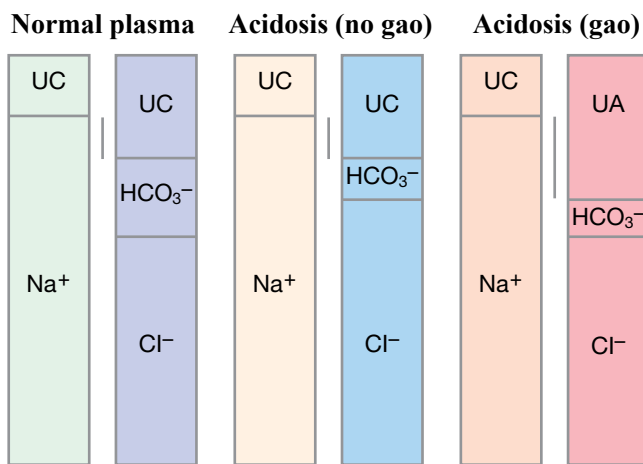 Normal plasma
Acidosis (no gao)
Acidosis (gao)
UC
UC
HCO₃⁻
Na⁺
Cl⁻
UC
UC
HCO₃⁻
Na⁺
Cl⁻
UC
UA
HCO₃⁻
Na⁺
Cl⁻